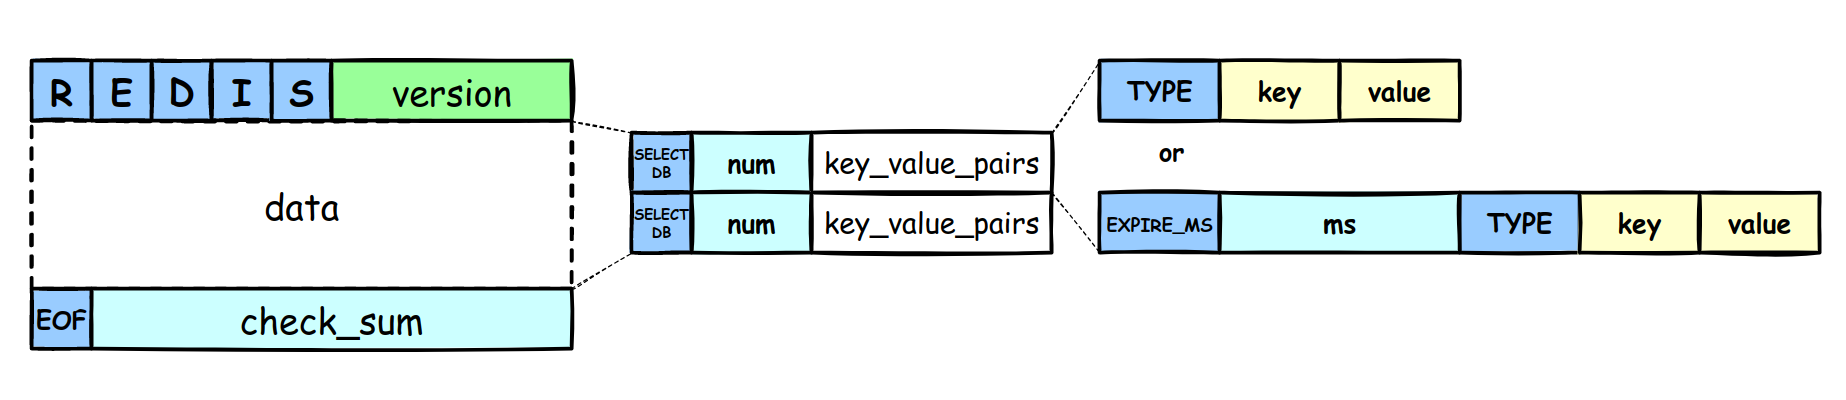 R E D I S version
data
EOF check_sum
SELECT
DB
num key_value_pairs
SELECT
DB
num key_value_pairs
TYPE key value
or
EXPIRE_MS ms TYPE key value